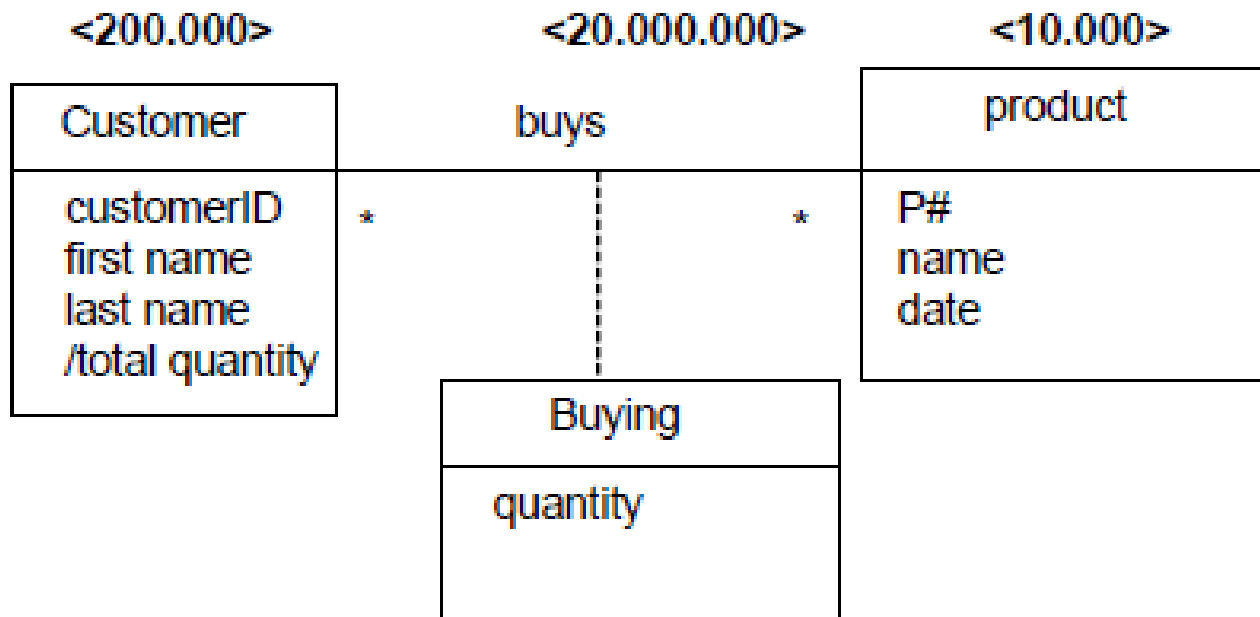 <200.000>
<20.000.000>
<10.000>
Customer
buys
product
customerID
first name
last name
/total quantity
*
*
P#
name
date
Buying
quantity